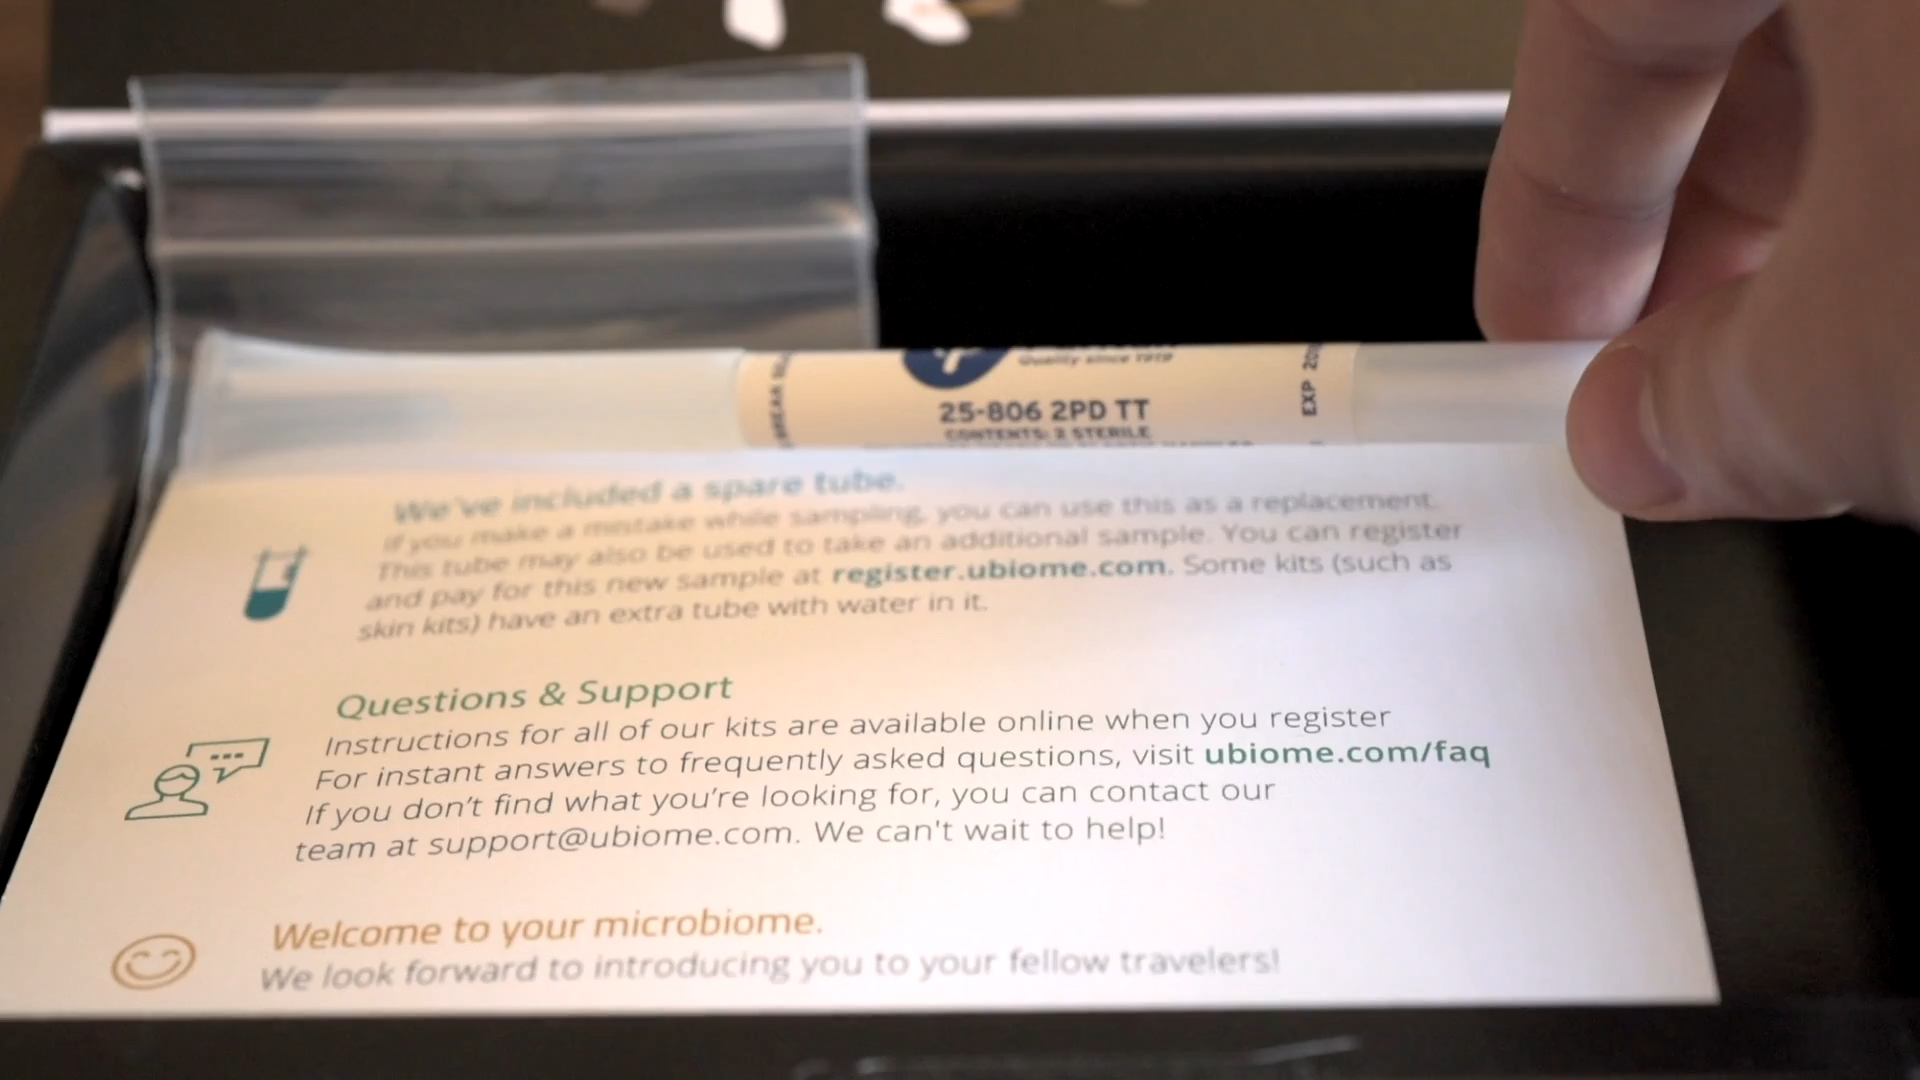 Quality since 1919
25-806 2PD TT
CONTENTS: 2 STERILE
BREAK
EXP
We've included a spare tube.
If you make a mistake while sampling, you can use this as a replacement.
This tube may also be used to take an additional sample. You can register
and pay for this new sample at register.ubiome.com. Some kits (such as
skin kits) have an extra tube with water in it.
Questions & Support
Instructions for all of our kits are available online when you register
For instant answers to frequently asked questions, visit ubiome.com/faq
If you don't find what you're looking for, you can contact our
team at support@ubiome.com. We can't wait to help!
Welcome to your microbiome.
We look forward to introducing you to your fellow travelers!